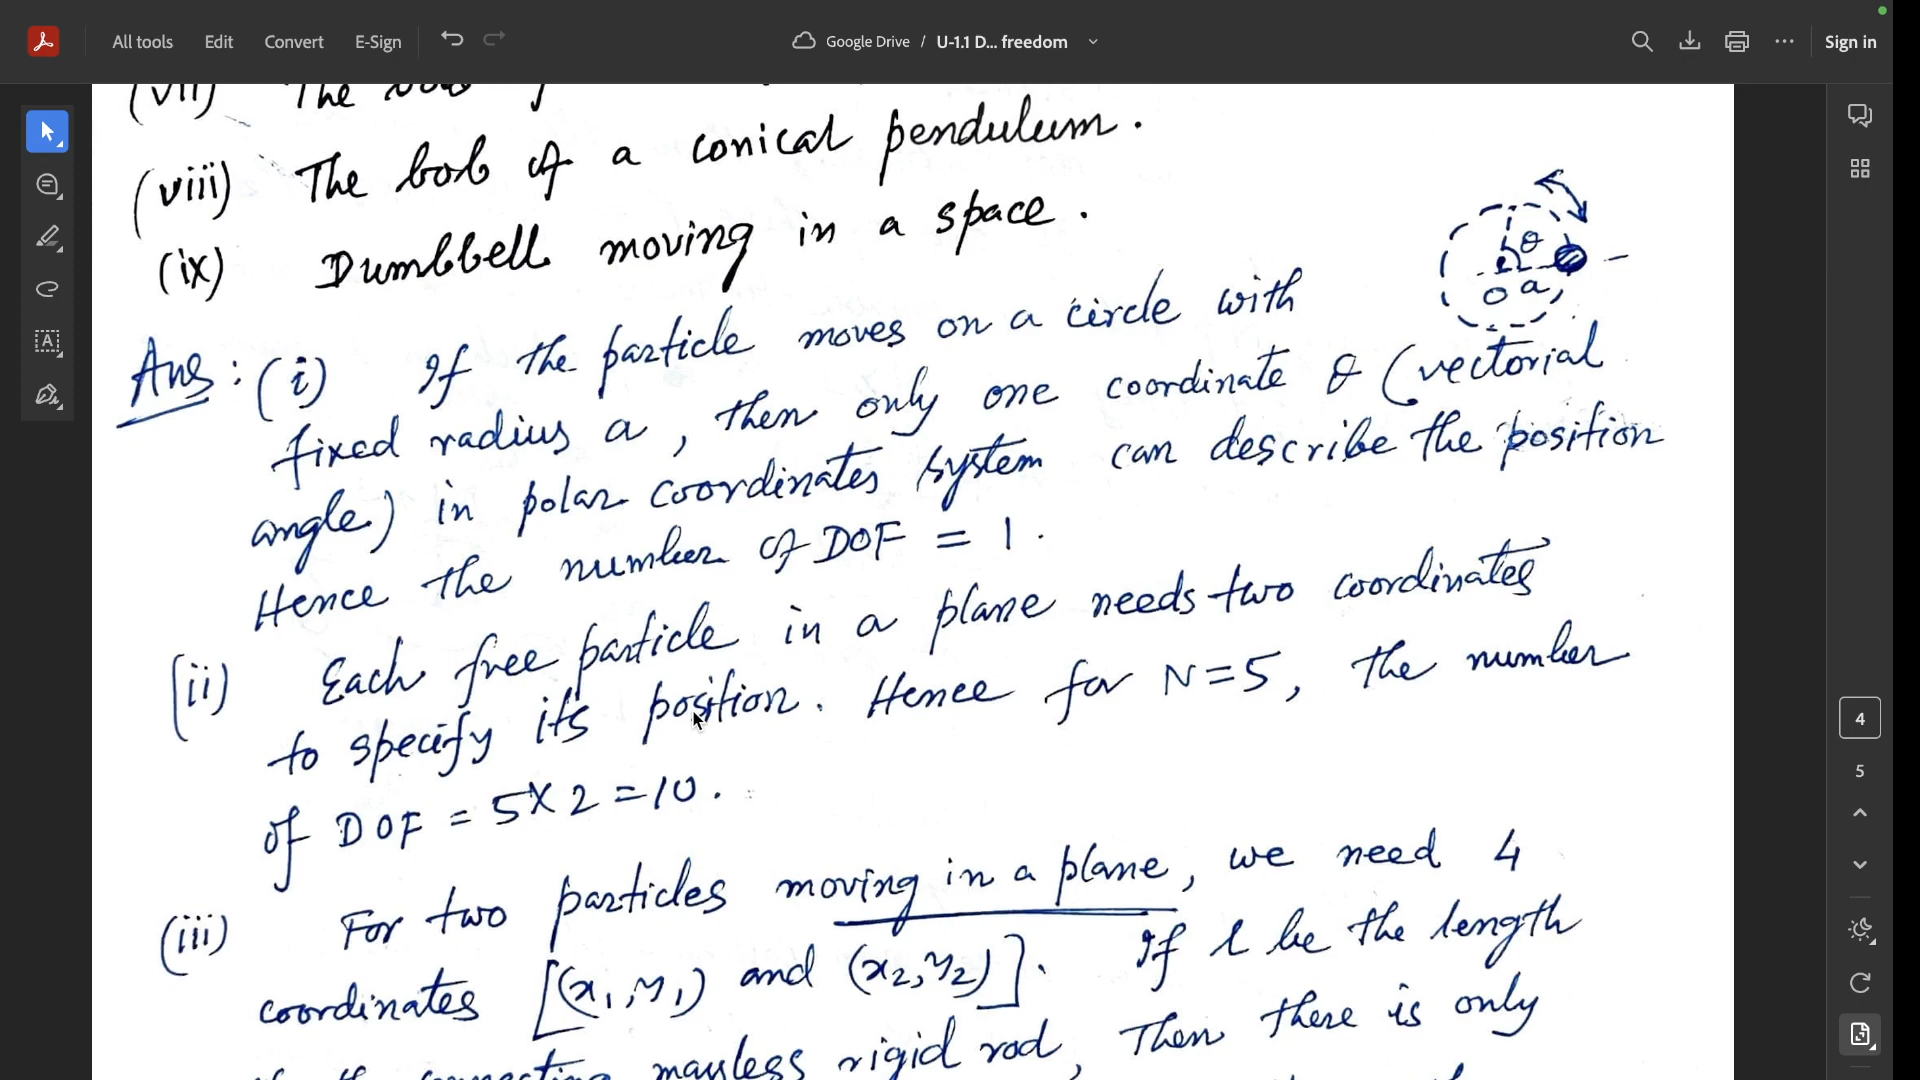 All tools Edit Convert E-Sign Google Drive / U-1.1 D... freedom Sign in
(vii) The bob of
(viii) The bob of a conical pendulum.
(ix) Dumbbell moving in a space.
θ
O a
Ans: (i) If the particle moves on a circle with
fixed radius a, then only one coordinate θ (vectorial
angle) in polar coordinates system can describe the position
Hence the number of DOF = 1.
(ii) Each free particle in a plane needs two coordinates
to specify its position. Hence for N=5, the number
of DOF = 5×2=10.
(iii) For two particles moving in a plane, we need 4
coordinates [(x1,y1) and (x2,y2)]. If l be the length
connecting massless rigid rod, Then there is only
4
5